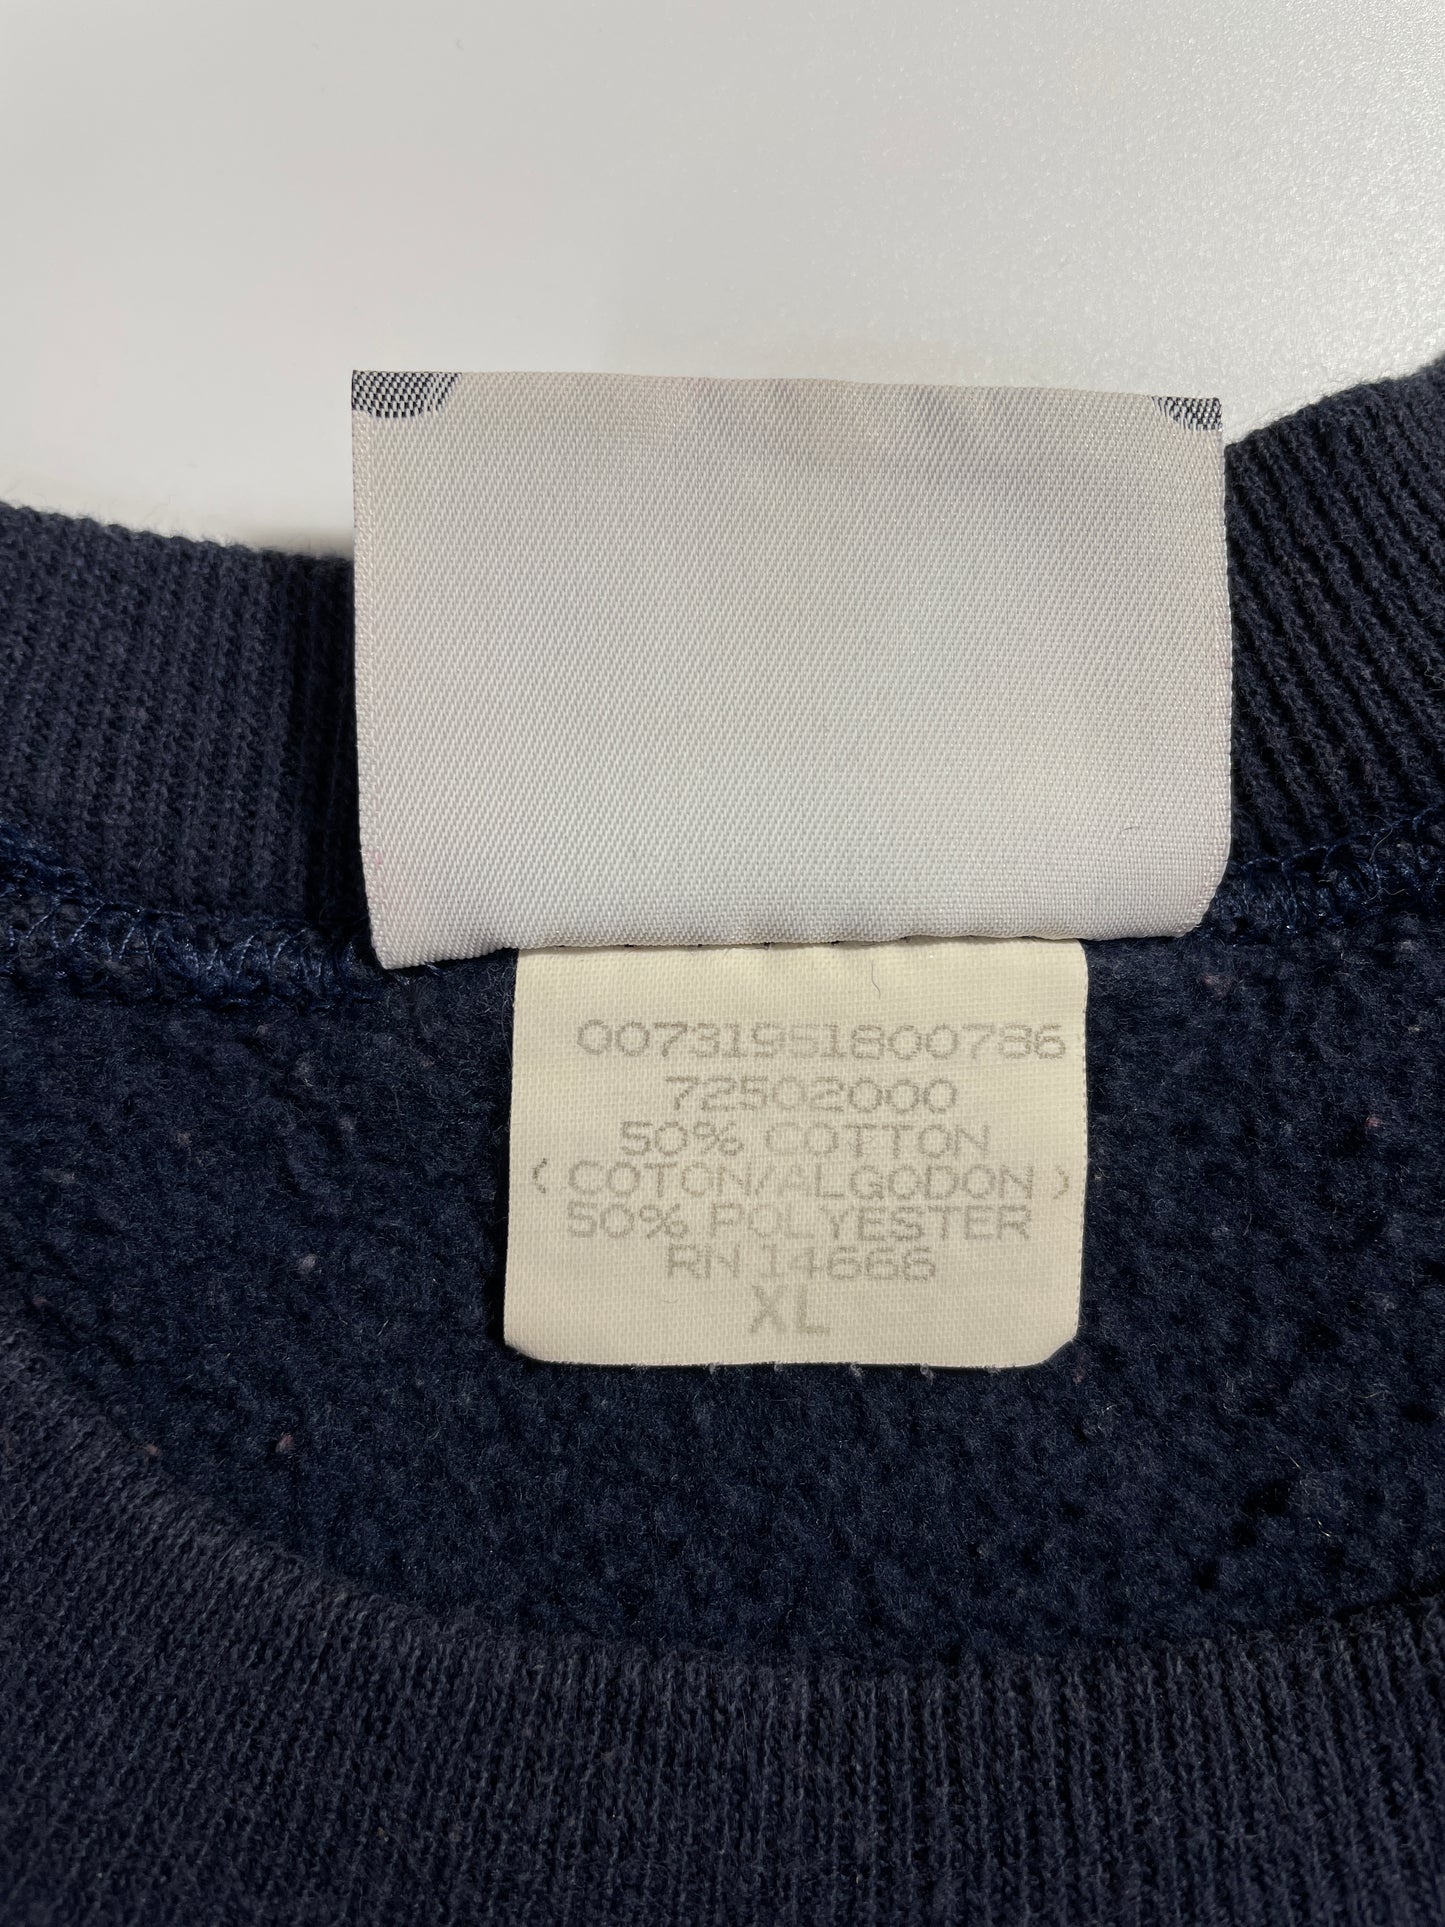 00731951800786
72502000
50% COTTON
( COTON/ALGODON )
50% POLYESTER
RN 14666
XL